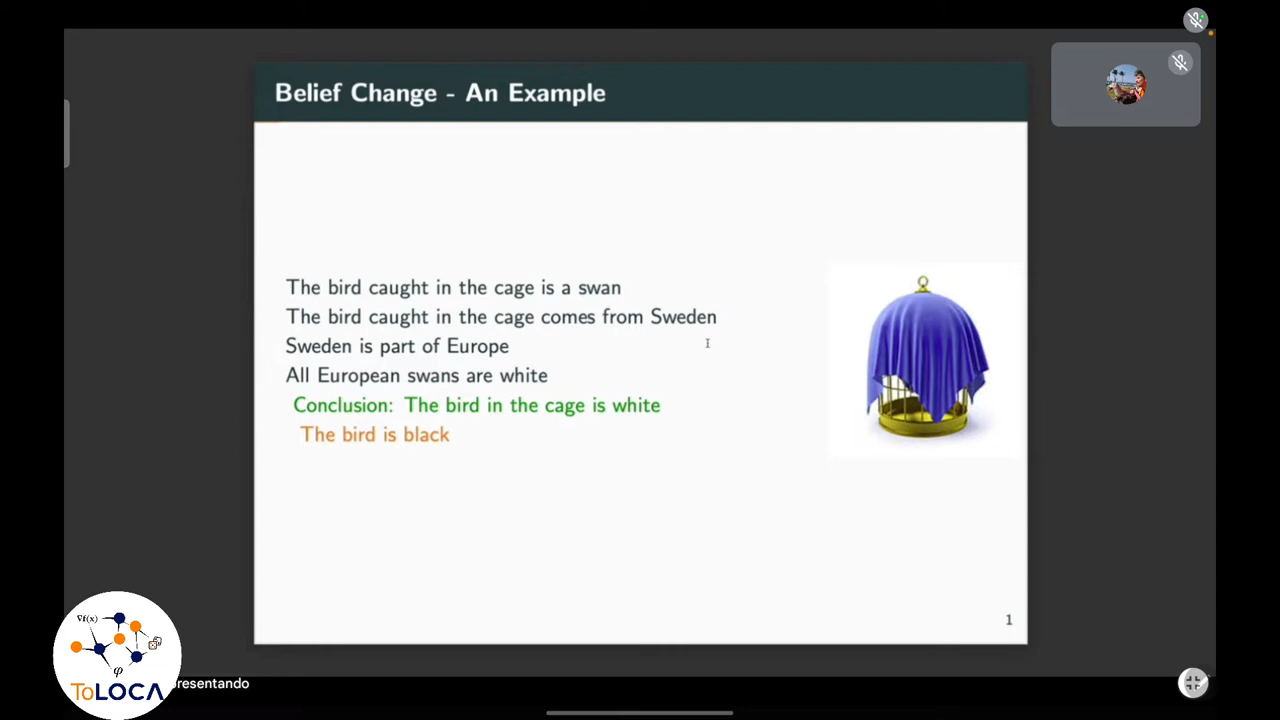 Belief Change - An Example
The bird caught in the cage is a swan
The bird caught in the cage comes from Sweden
Sweden is part of Europe
All European swans are white
Conclusion: The bird in the cage is white
The bird is black
1
∇f(x)
φ
ToLOCA
presentando